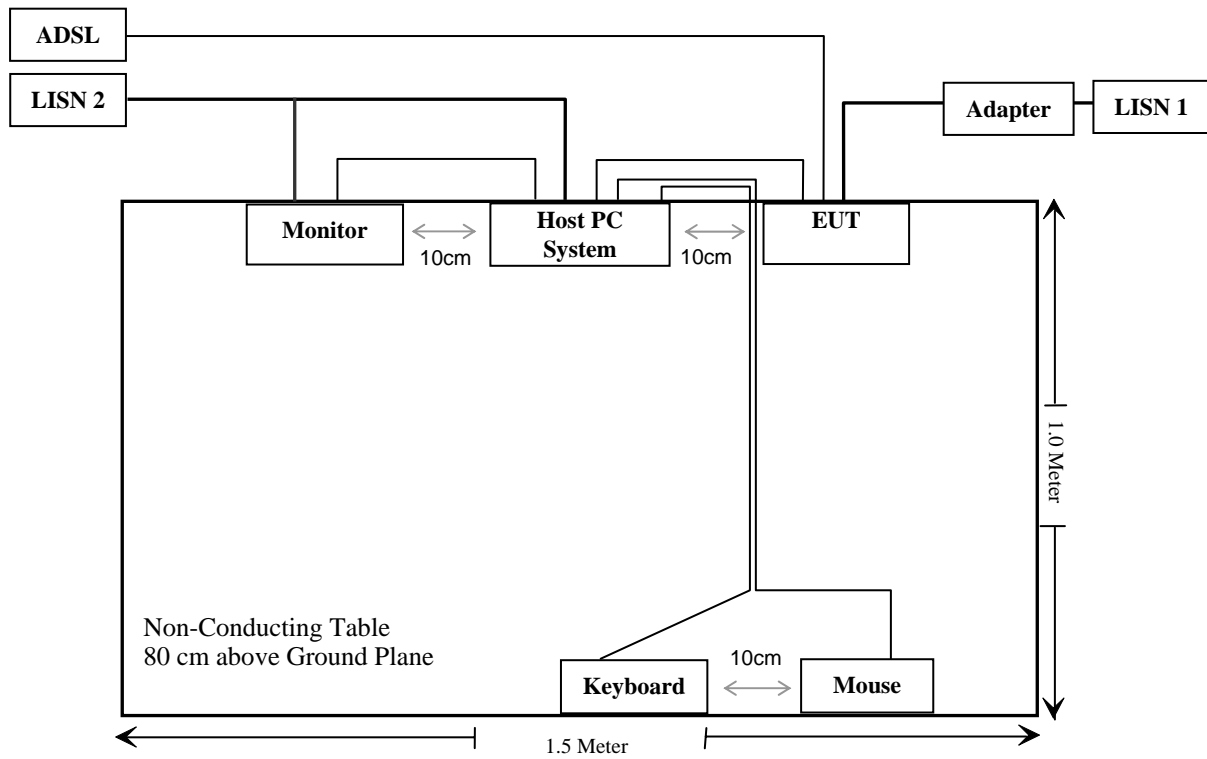 ADSL
LISN 2
Adapter
LISN 1
Monitor
10cm
Host PC
System
10cm
EUT
1.0 Meter
Non-Conducting Table
80 cm above Ground Plane
Keyboard
10cm
Mouse
1.5 Meter